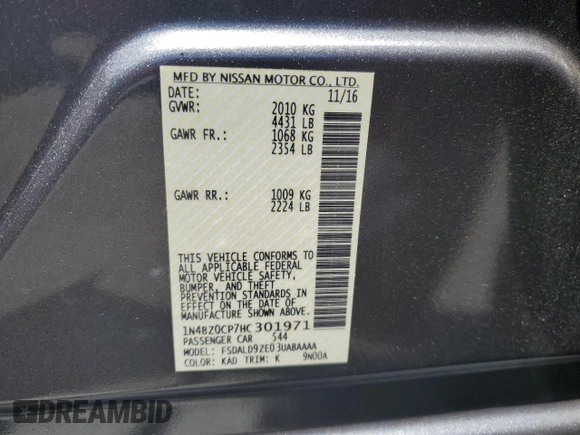 MFD BY NISSAN MOTOR CO., LTD.
DATE: 11/16
GVWR: 2010 KG
4431 LB
GAWR FR.: 1068 KG
2354 LB
GAWR RR.: 1009 KG
2224 LB
THIS VEHICLE CONFORMS TO
ALL APPLICABLE FEDERAL
MOTOR VEHICLE SAFETY,
BUMPER, AND THEFT
PREVENTION STANDARDS IN
EFFECT ON THE DATE OF
MANUFACTURE SHOWN ABOVE.
1N4BZ0CP7HC301971
PASSENGER CAR 544
MODEL: FSDALD9ZE03UABAAAA
COLOR: KAD TRIM: K 9N00A
DREAMBID